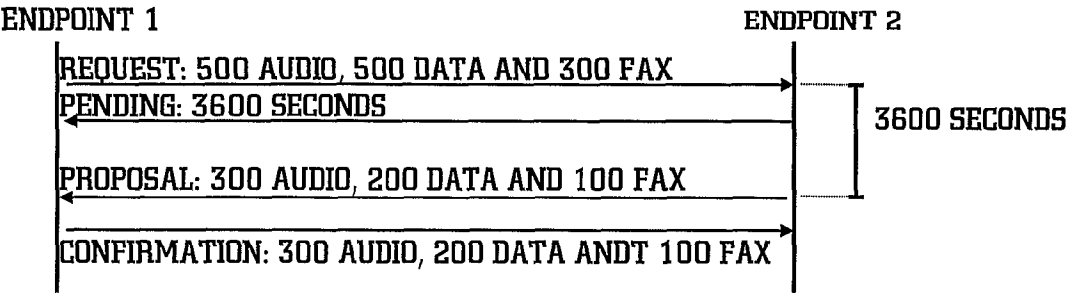 ENDPOINT 1
ENDPOINT 2
REQUEST: 500 AUDIO, 500 DATA AND 300 FAX
PENDING: 3600 SECONDS
3600 SECONDS
PROPOSAL: 300 AUDIO, 200 DATA AND 100 FAX
CONFIRMATION: 300 AUDIO, 200 DATA ANDT 100 FAX